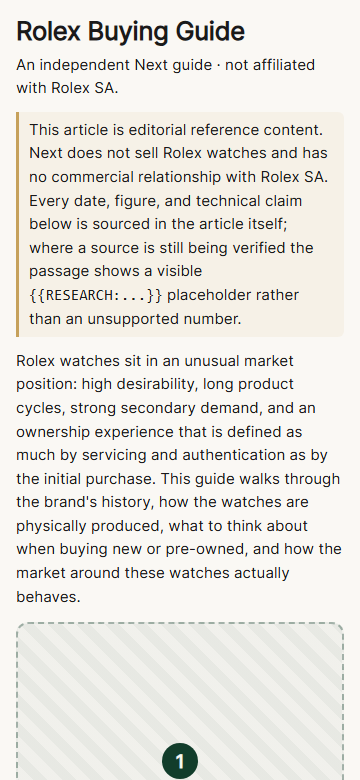 Rolex Buying Guide
An independent Next guide · not affiliated
with Rolex SA.
This article is editorial reference content.
Next does not sell Rolex watches and has
no commercial relationship with Rolex SA.
Every date, figure, and technical claim
below is sourced in the article itself;
where a source is still being verified the
passage shows a visible
{{RESEARCH:...}} placeholder rather
than an unsupported number.
Rolex watches sit in an unusual market
position: high desirability, long product
cycles, strong secondary demand, and an
ownership experience that is defined as
much by servicing and authentication as by
the initial purchase. This guide walks through
the brand's history, how the watches are
physically produced, what to think about
when buying new or pre-owned, and how the
market around these watches actually
behaves.
1